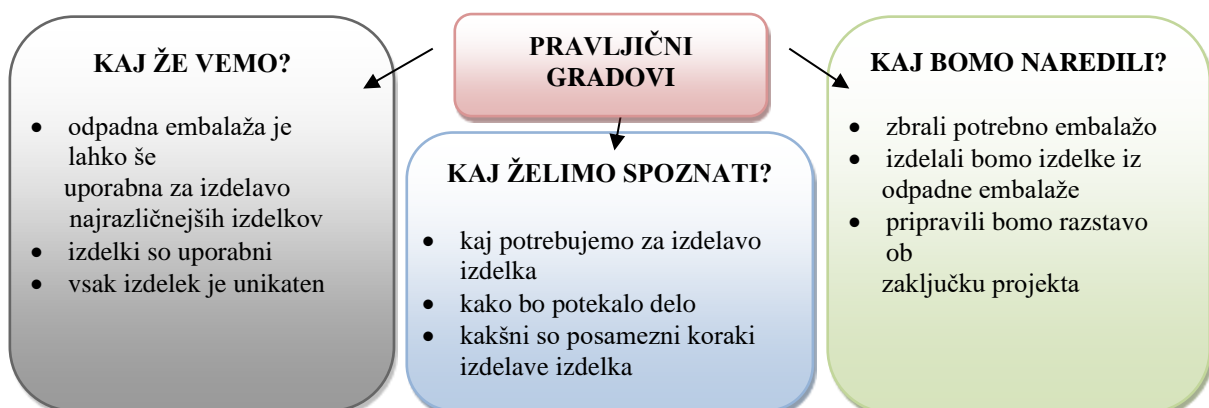 PRAVLJIČNI
GRADOVI
KAJ ŽE VEMO?
• odpadna embalaža je
lahko še
uporabna za izdelavo
najrazličnejših izdelkov
• izdelki so uporabni
• vsak izdelek je unikaten
KAJ ŽELIMO SPOZNATI?
• kaj potrebujemo za izdelavo
izdelka
• kako bo potekalo delo
• kakšni so posamezni koraki
izdelave izdelka
KAJ BOMO NAREDILI?
• zbrali potrebno embalažo
• izdelali bomo izdelke iz
odpadne embalaže
• pripravili bomo razstavo
ob
zaključku projekta